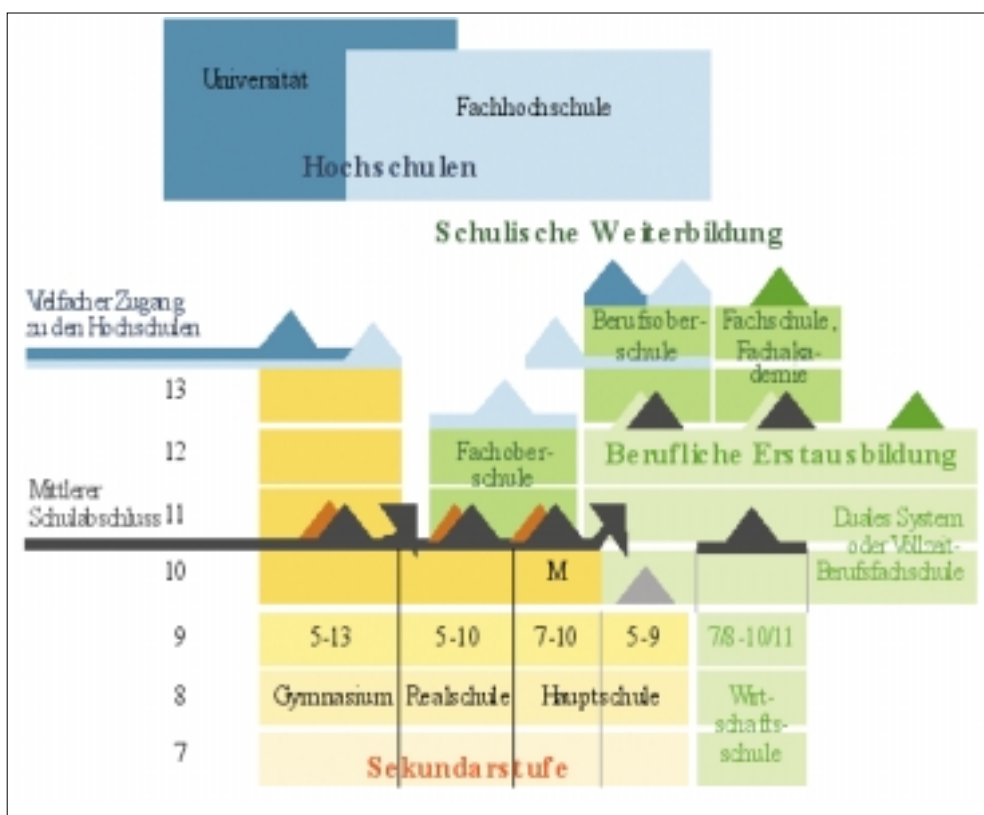 Universität
Fachhochschule
Hochschulen
Schulische Weiterbildung
Vielfacher Zugang
zu den Hochschulen
Berufsober-
schule
Fachschule,
Fachaka-
demie
13
12
Fachober-
schule
Berufliche Erstausbildung
Mittlerer
Schulabschluss 11
Duales System
oder Vollzeit-
Berufsfachschule
10
M
9
5-13
5-10
7-10
5-9
7/8-10/11
8
Gymnasium
Realschule
Hauptschule
Wirt-
schafts-
schule
7
Sekundarstufe